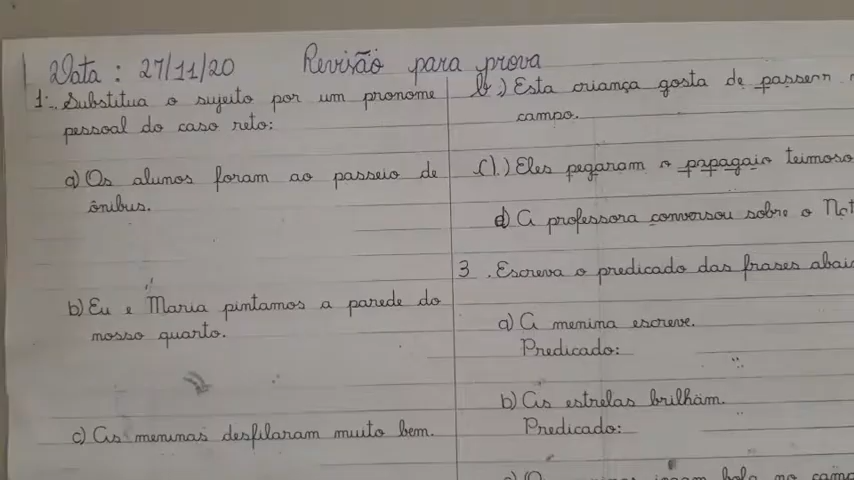 Data : 27/11/20 Revisão para prova
1-. Substitua o sujeito por um pronome
pessoal do caso reto:
a) Os alunos foram ao passeio de
ônibus.
b) Eu e Maria pintamos a parede do
nosso quarto.
c) As meninas desfilaram muito bem.
b.) Esta criança gosta de
campo.
c).) Eles pegaram o papagaio teimoso
d) A professora conversou sobre o
3 . Escreva o predicado das frases
a) A menina escreve.
Predicado:
b) As estrelas brilham.
Predicado:
bola no